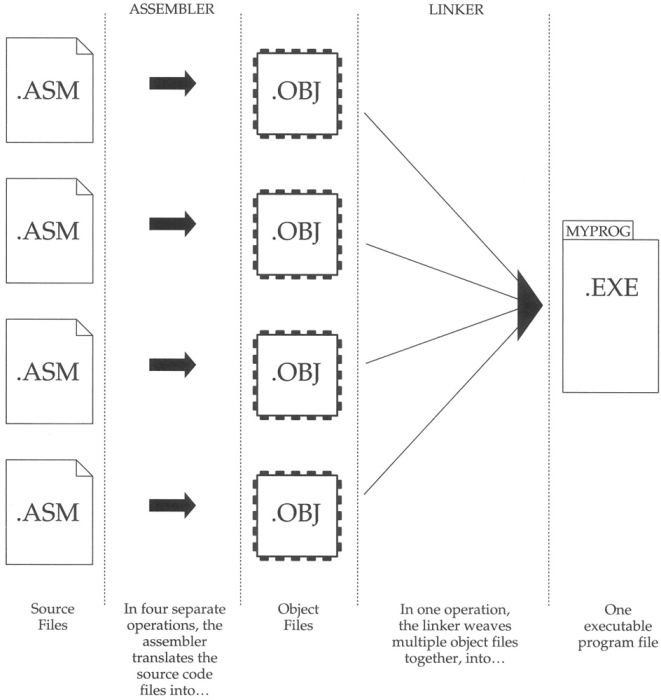 ASSEMBLER
LINKER
.ASM
.OBJ
.ASM
.OBJ
MYPROG
.EXE
.ASM
.OBJ
.ASM
.OBJ
Source
Files
In four separate
operations, the
assembler
translates the
source code
files into...
Object
Files
In one operation,
the linker weaves
multiple object files
together, into...
One
executable
program file